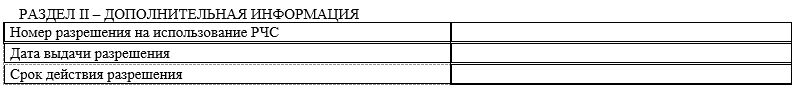 РАЗДЕЛ II – ДОПОЛНИТЕЛЬНАЯ ИНФОРМАЦИЯ
Номер разрешения на использование РЧС
Дата выдачи разрешения
Срок действия разрешения